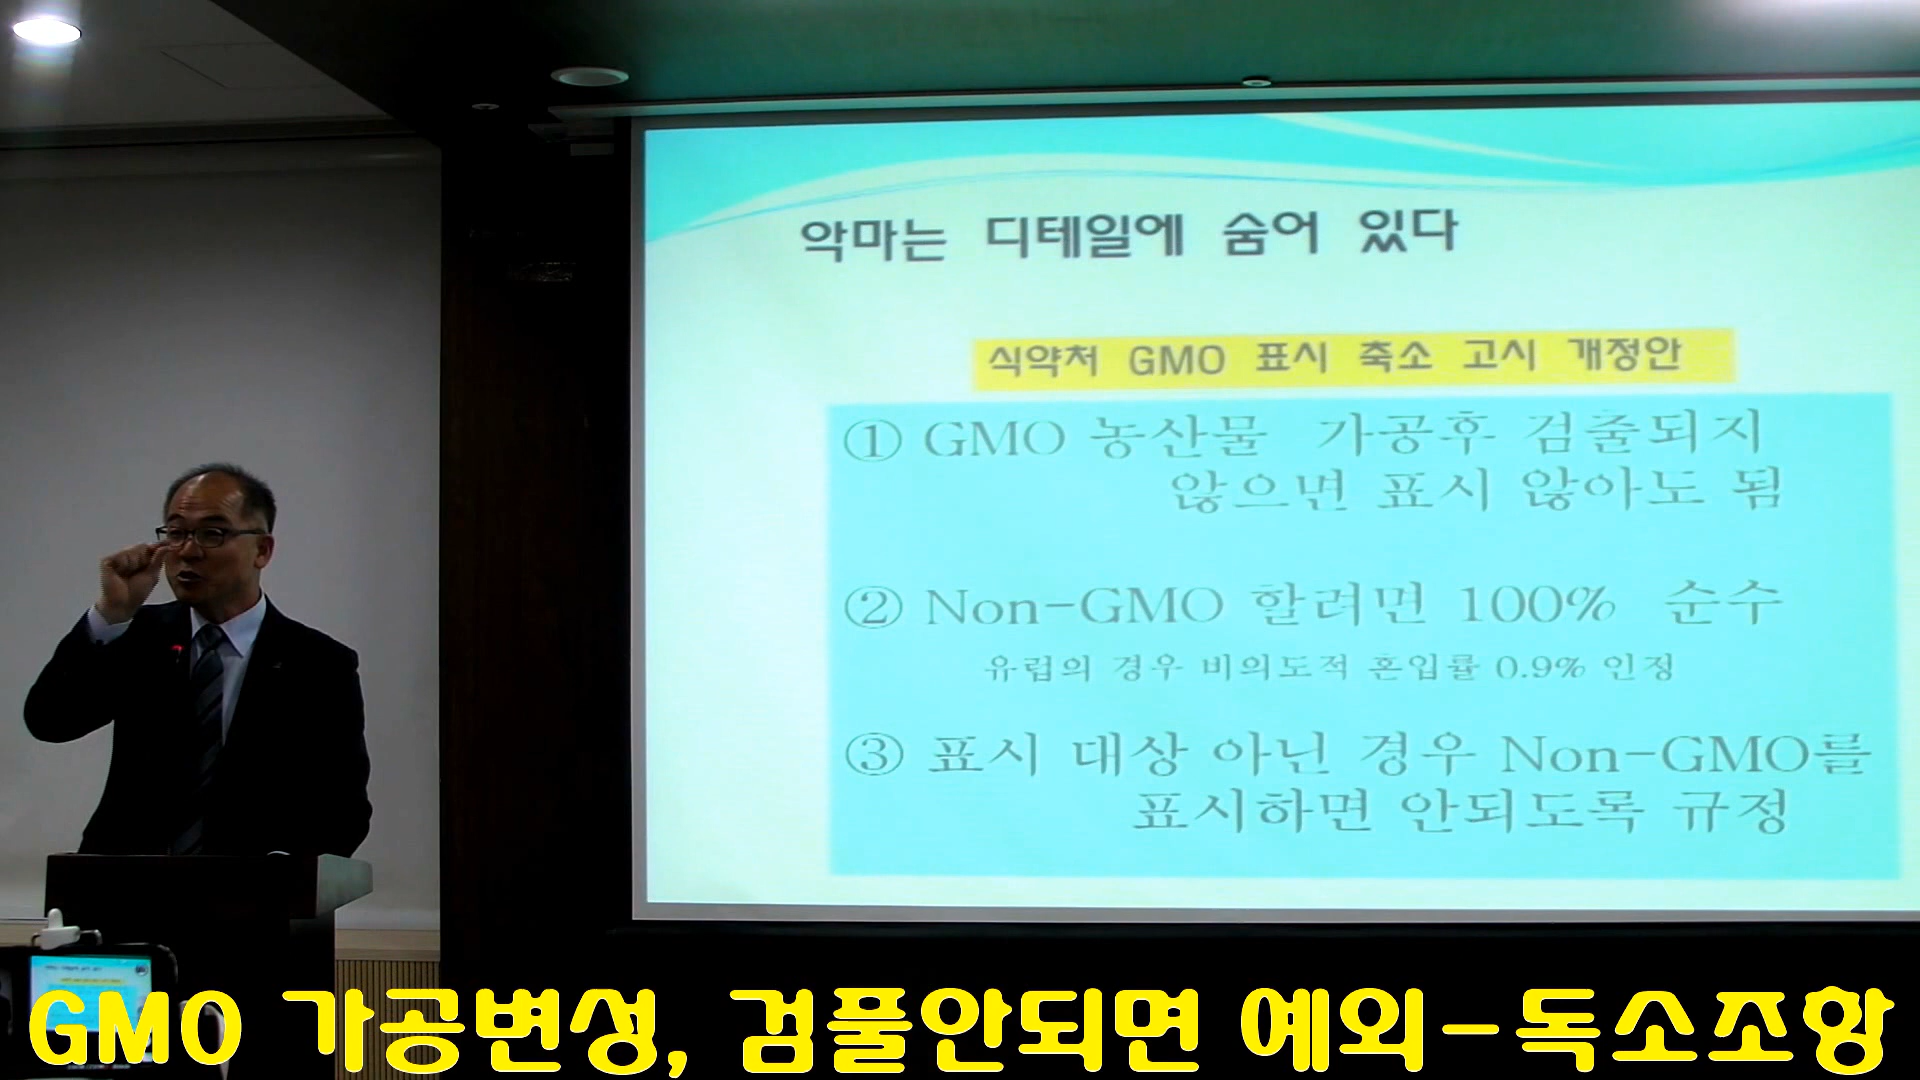 악마는 디테일에 숨어 있다
식약처 GMO 표시 축소 고시 개정안
① GMO 농산물 가공후 검출되지
않으면 표시 않아도 됨
② Non-GMO 할려면 100% 순수
유럽의 경우 비의도적 혼입률 0.9% 인정
③ 표시 대상 아닌 경우 Non-GMO를
표시하면 안되도록 규정
GMO 가공변성, 검풀안되면 예외-독소조항